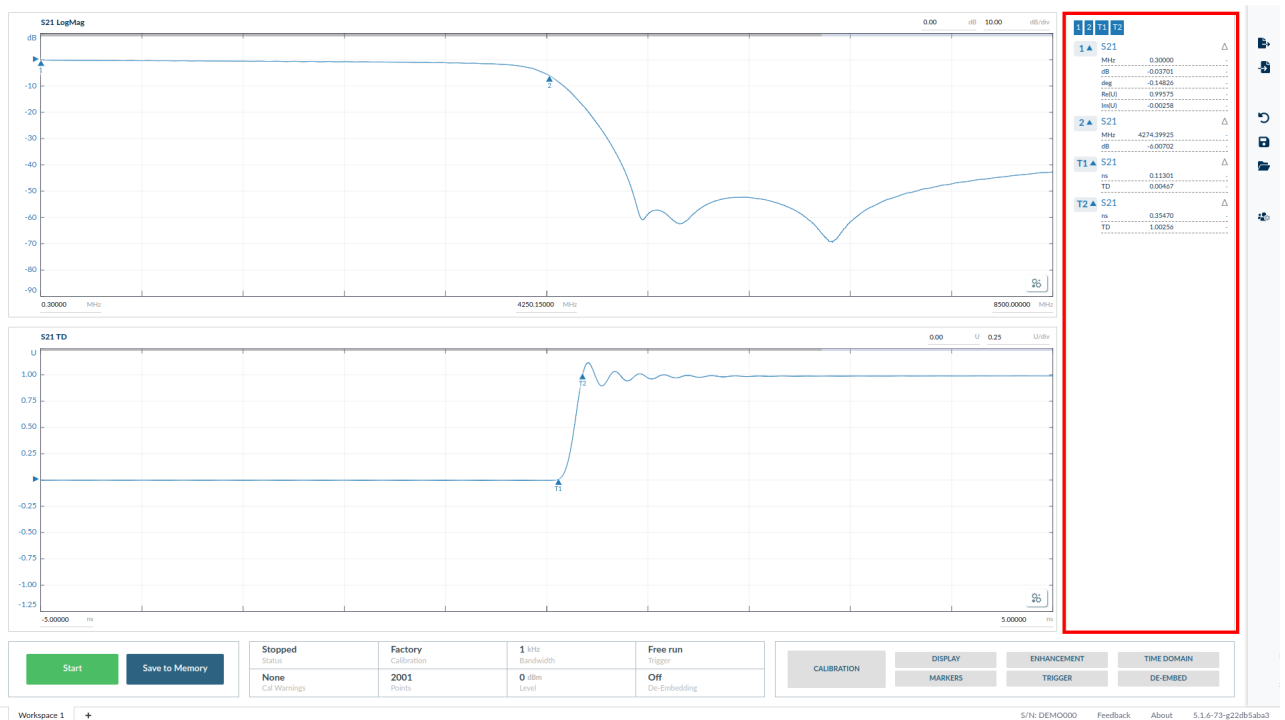 S21 LogMag
0.00 dB 10.00 dB/div
dB
-10
-20
-30
-40
-50
-60
-70
-80
-90
1
2
0.30000 MHz
4250.15000 MHz
8500.00000 MHz
S21 TD
0.00 U 0.25 U/div
U
1.00
0.75
0.50
0.25
-0.25
-0.50
-0.75
-1.00
-1.25
T1
T2
-5.00000 ns
5.00000 ns
1 2 T1 T2
1 S21 Δ
MHz 0.30000 -
dB -0.03701 -
deg -0.14826 -
Re(U) 0.99575 -
Im(U) -0.00258 -
2 S21 Δ
MHz 4274.39925 -
dB -6.00702 -
T1 S21 Δ
ns 0.11301 -
TD 0.00467 -
T2 S21 Δ
ns 0.35470 -
TD 1.00256 -
Start
Save to Memory
Stopped
Status
None
Cal Warnings
Factory
Calibration
2001
Points
1 kHz
Bandwidth
0 dBm
Level
Free run
Trigger
Off
De-Embedding
CALIBRATION
DISPLAY
ENHANCEMENT
TIME DOMAIN
MARKERS
TRIGGER
DE-EMBED
Workspace 1 +
S/N: DEMO000 Feedback About 5.1.6-73-g22db5aba3